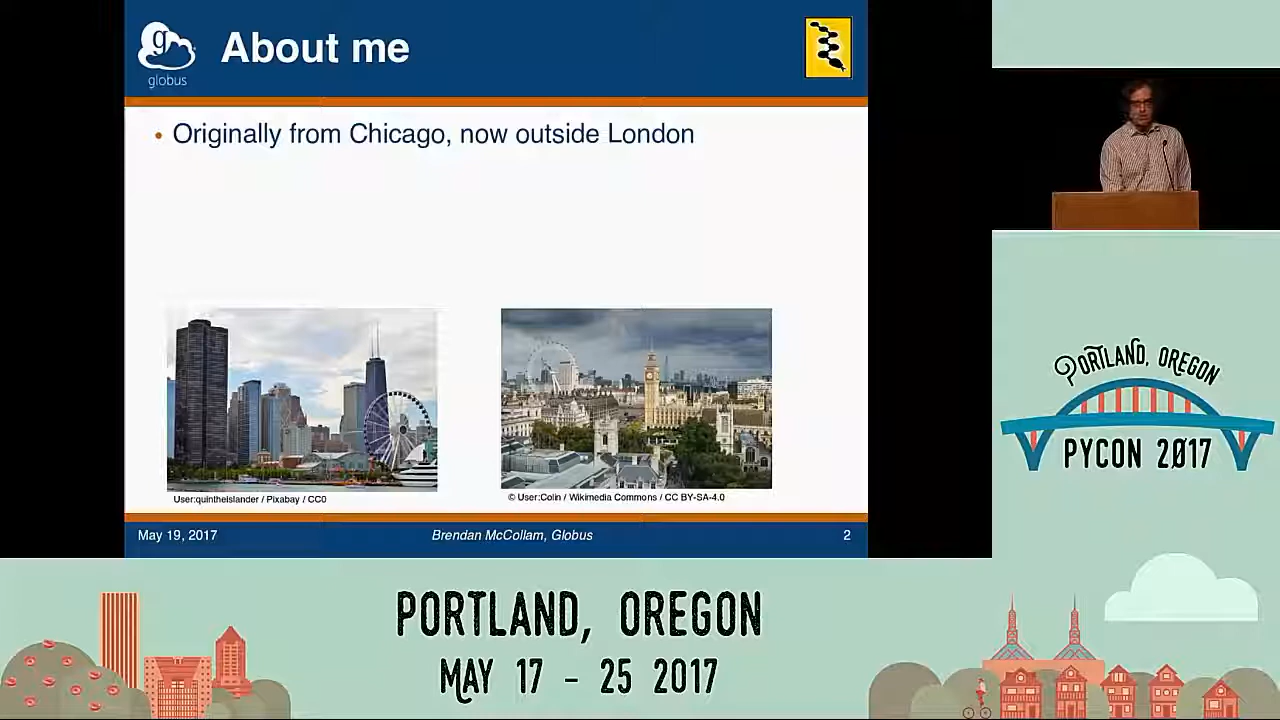 globus
About me
• Originally from Chicago, now outside London
User:quintheislander / Pixabay / CC0
© User:Colin / Wikimedia Commons / CC BY-SA-4.0
May 19, 2017
Brendan McCollam, Globus
2
PORTLAND, OREGON
PYCON 2017
PORTLAND, OREGON
MAY 17 - 25 2017